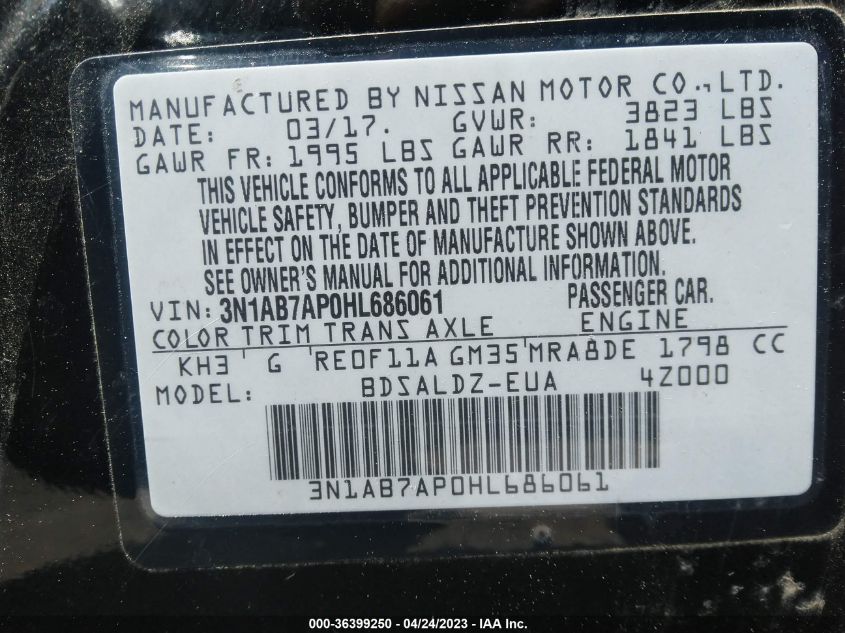 MANUFACTURED BY NISSAN MOTOR CO.,LTD.
DATE: 03/17. GVWR: 3823 LBS
GAWR FR: 1995 LBS GAWR RR: 1841 LBS
THIS VEHICLE CONFORMS TO ALL APPLICABLE FEDERAL MOTOR
VEHICLE SAFETY, BUMPER AND THEFT PREVENTION STANDARDS
IN EFFECT ON THE DATE OF MANUFACTURE SHOWN ABOVE.
SEE OWNER'S MANUAL FOR ADDITIONAL INFORMATION.
VIN: 3N1AB7AP0HL686061 PASSENGER CAR.
COLOR TRIM TRANS AXLE ENGINE
KH3 G RE0F11A GM35 MRA8DE 1798 CC
MODEL: BDSALDZ-EUA 4Z000
3N1AB7AP0HL686061
000-36399250 - 04/24/2023 - IAA Inc.